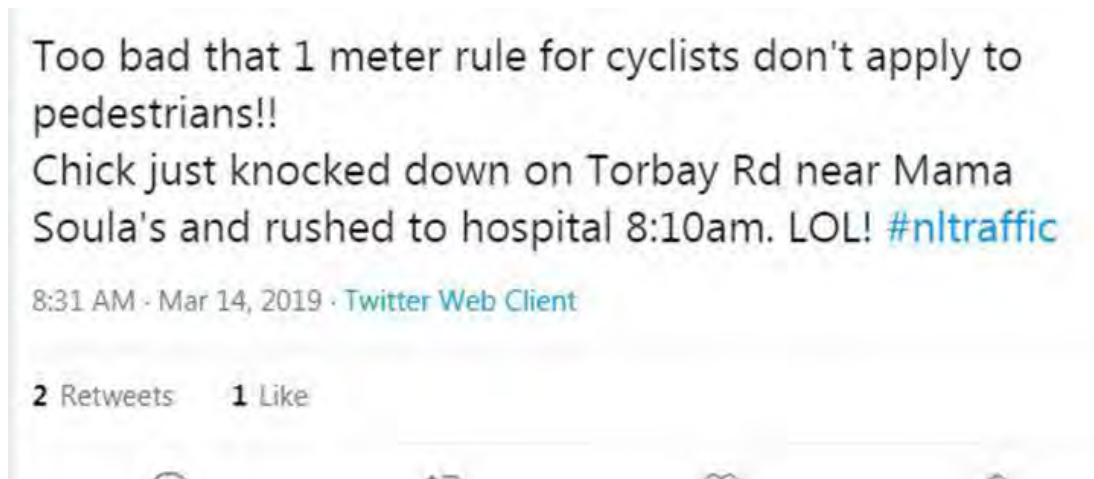 Too bad that 1 meter rule for cyclists don't apply to
pedestrians!!
Chick just knocked down on Torbay Rd near Mama
Soula's and rushed to hospital 8:10am. LOL! #nltraffic
8:31 AM · Mar 14, 2019 · Twitter Web Client
2 Retweets 1 Like